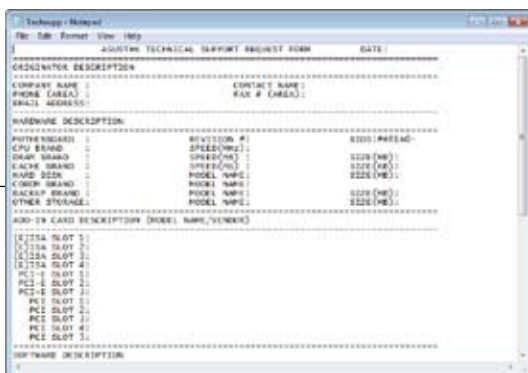 Techsupp - Notepad
File Edit Format View Help
ASUSTeK TECHNICAL SUPPORT REQUEST FORM DATE:
ORIGINATOR DESCRIPTION
COMPANY NAME : CONTACT NAME:
PHONE (AREA) : FAX # (AREA):
EMAIL ADDRESS:
HARDWARE DESCRIPTION
MOTHERBOARD : REVISION #: BIOS:
CPU BRAND : SPEED(MHz):
DRAM BRAND : SPEED(NS) : SIZE(MB):
CACHE BRAND : SPEED(NS) : SIZE(KB):
HARD DISK : MODEL NAME: SIZE(MB):
CDROM BRAND : MODEL NAME:
BACKUP BRAND : MODEL NAME: SIZE(MB):
OTHER STORAGE: MODEL NAME: SIZE(MB):
ADD-IN CARD DESCRIPTION (MODEL NAME/VENDER)
[E]ISA SLOT 1:
[E]ISA SLOT 2:
[E]ISA SLOT 3:
[E]ISA SLOT 4:
PCI-E SLOT 1:
PCI-E SLOT 2:
PCI-E SLOT 3:
PCI SLOT 1:
PCI SLOT 2:
PCI SLOT 3:
PCI SLOT 4:
PCI SLOT
SOFTWARE DESCRIPTION